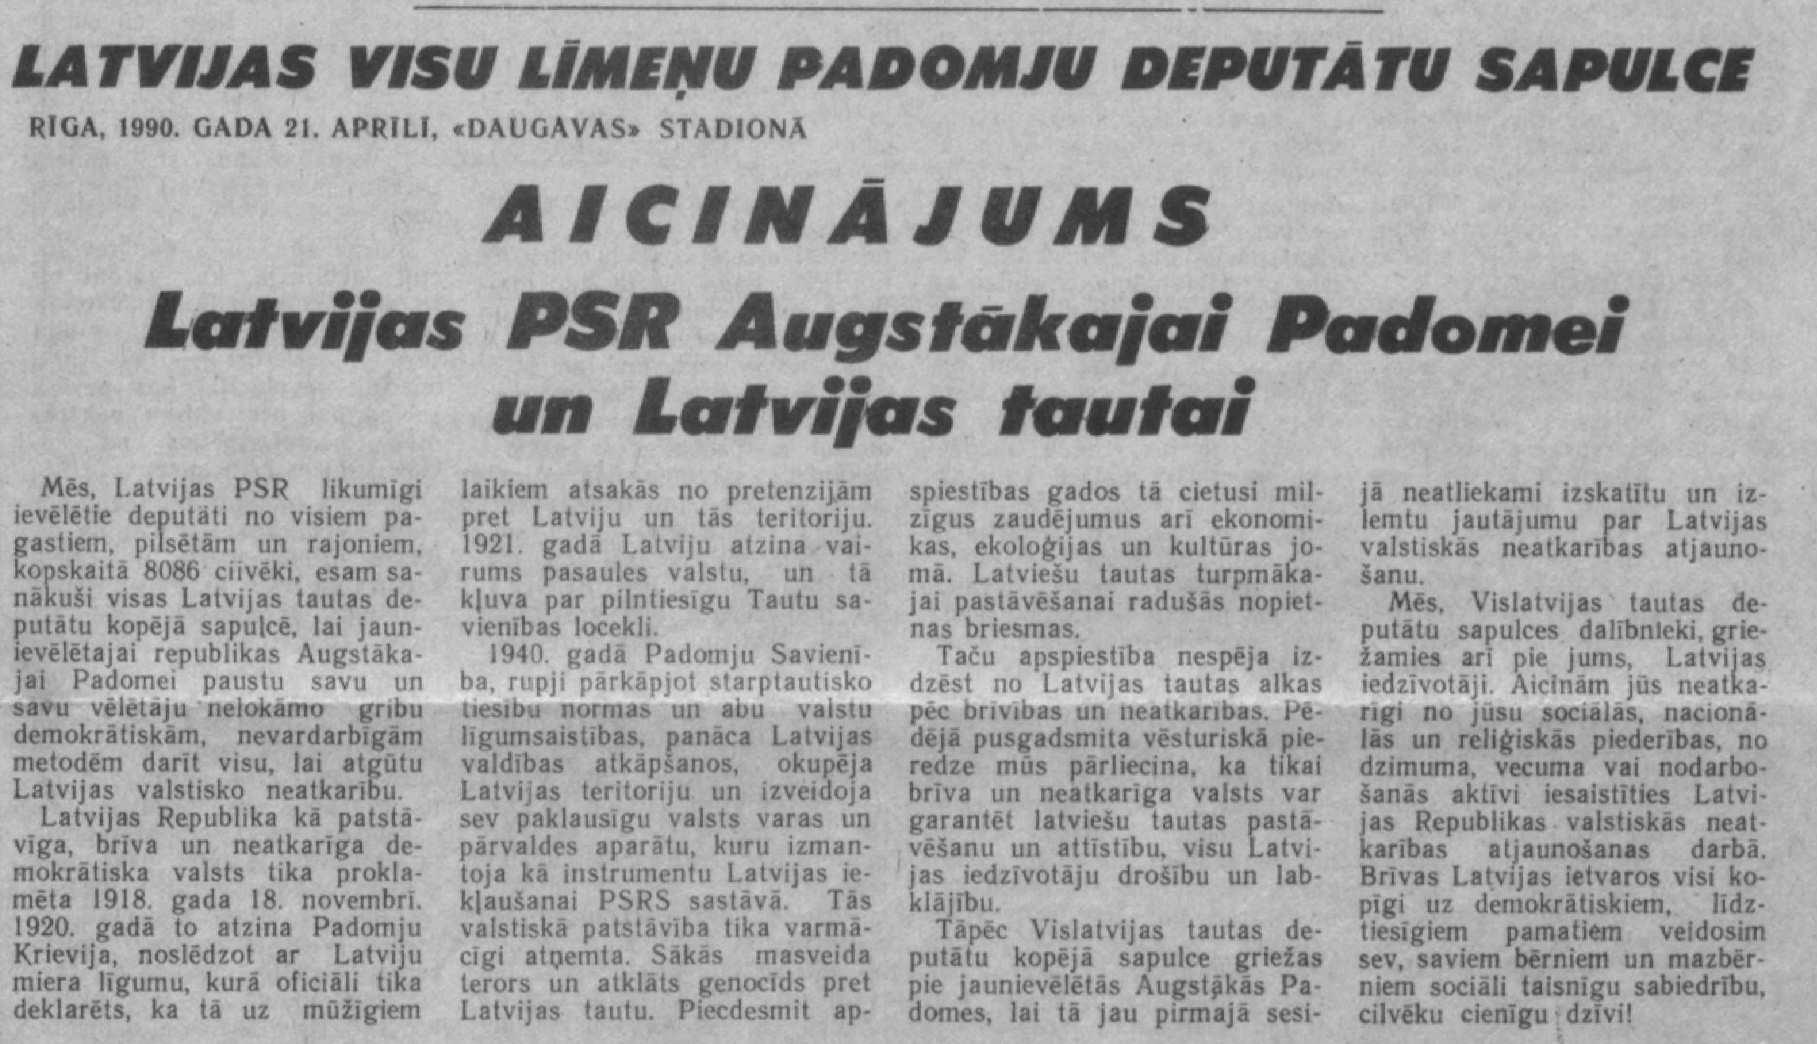 LATVIJAS VISU LĪMEŅU PADOMJU DEPUTĀTU SAPULCE
RĪGA, 1990. GADA 21. APRĪLĪ, «DAUGAVAS» STADIONĀ
AICINĀJUMS
Latvijas PSR Augstākajai Padomei
un Latvijas tautai
Mēs, Latvijas PSR likumīgi
ievēlētie deputāti no visiem pa-
gastiem, pilsētām un rajoniem,
kopskaitā 8086 cilvēki, esam sa-
nākuši visas Latvijas tautas de-
putātu kopējā sapulcē, lai jaun-
ievēlētajai republikas Augstāka-
jai Padomei paustu savu un
savu vēlētāju nelokāmo gribu
demokrātiskām, nevardarbīgām
metodēm darīt visu, lai atgūtu
Latvijas valstisko neatkarību.
Latvijas Republika kā patstā-
vīga, brīva un neatkarīga de-
mokrātiska valsts tika prokla-
mēta 1918. gada 18. novembrī.
1920. gadā to atzina Padomju
Krievija, noslēdzot ar Latviju
miera līgumu, kurā oficiāli tika
deklarēts, ka tā uz mūžīgiem
laikiem atsakās no pretenzijām
pret Latviju un tās teritoriju.
1921. gadā Latviju atzina vai-
rums pasaules valstu, un tā
kļuva par pilntiesīgu Tautu sa-
vienības locekli.
1940. gadā Padomju Savienī-
ba, rupji pārkāpjot starptautisko
tiesību normas un abu valstu
līgumsaistības, panāca Latvijas
valdības atkāpšanos, okupēja
Latvijas teritoriju un izveidoja
sev paklausīgu valsts varas un
pārvaldes aparātu, kuru izman-
toja kā instrumentu Latvijas ie-
kļaušanai PSRS sastāvā. Tās
valstiskā patstāvība tika varmā-
cīgi atņemta. Sākās masveida
terors un atklāts genocīds pret
Latvijas tautu. Piecdesmit ap-
spiestības gados tā cietusi mil-
zīgus zaudējumus arī ekonomi-
kas, ekoloģijas un kultūras jo-
mā. Latviešu tautas turpmāka-
jai pastāvēšanai radušās nopiet-
nas briesmas.
Taču apspiestība nespēja iz-
dzēst no Latvijas tautas alkas
pēc brīvības un neatkarības. Pē-
dējā pusgadsmita vēsturiskā pie-
redze mūs pārliecina, ka tikai
brīva un neatkarīga valsts var
garantēt latviešu tautas pastā-
vēšanu un attīstību, visu Latvi-
jas iedzīvotāju drošību un lab-
klājību.
Tāpēc Vislatvijas tautas de-
putātu kopējā sapulce griežas
pie jaunievēlētās Augstākās Pa-
domes, lai tā jau pirmajā sesi-
jā neatliekami izskatītu un iz-
lemtu jautājumu par Latvijas
valstiskās neatkarības atjauno-
šanu.
Mēs, Vislatvijas tautas de-
putātu sapulces dalībnieki, grie-
žamies arī pie jums, Latvijas
iedzīvotāji. Aicinām jūs neatka-
rīgi no jūsu sociālās, nacionā-
lās un reliģiskās piederības, no
dzimuma, vecuma vai nodarbo-
šanās aktīvi iesaistīties Latvi-
jas Republikas valstiskās neat-
karības atjaunošanas darbā.
Brīvas Latvijas ietvaros visi ko-
pīgi uz demokrātiskiem, līdz-
tiesīgiem pamatiem veidosim
sev, saviem bērniem un mazbēr-
niem sociāli taisnīgu sabiedrību,
cilvēku cienīgu dzīvi!